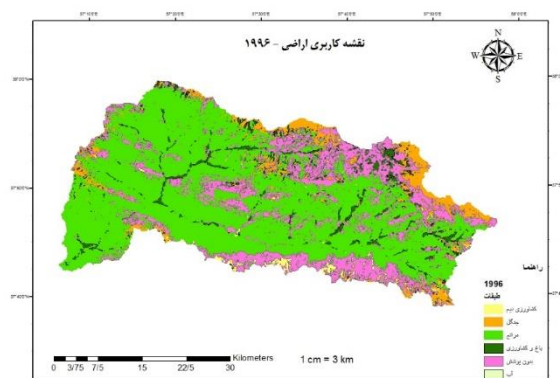 نقشه کاربری اراضی - ۱۹۹۶
N
W
E
S
راهنما
1996
طبقات
کشاورزی دیم
جنگل
مراتع
باغ و کشاورزی
بدون پوشش
آب
0 3/75 7/5 15 22/5 30
Kilometers
1 cm = 3 km